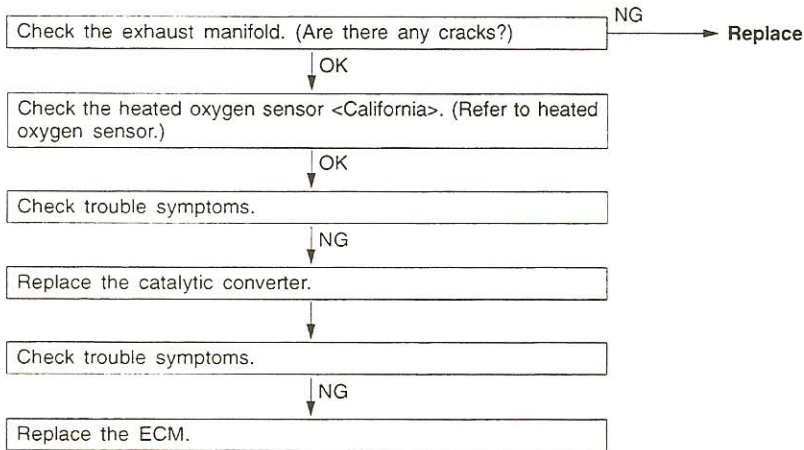 Check the exhaust manifold. (Are there any cracks?)
NG
Replace
OK
Check the heated oxygen sensor <California>. (Refer to heated
oxygen sensor.)
OK
Check trouble symptoms.
NG
Replace the catalytic converter.
Check trouble symptoms.
NG
Replace the ECM.